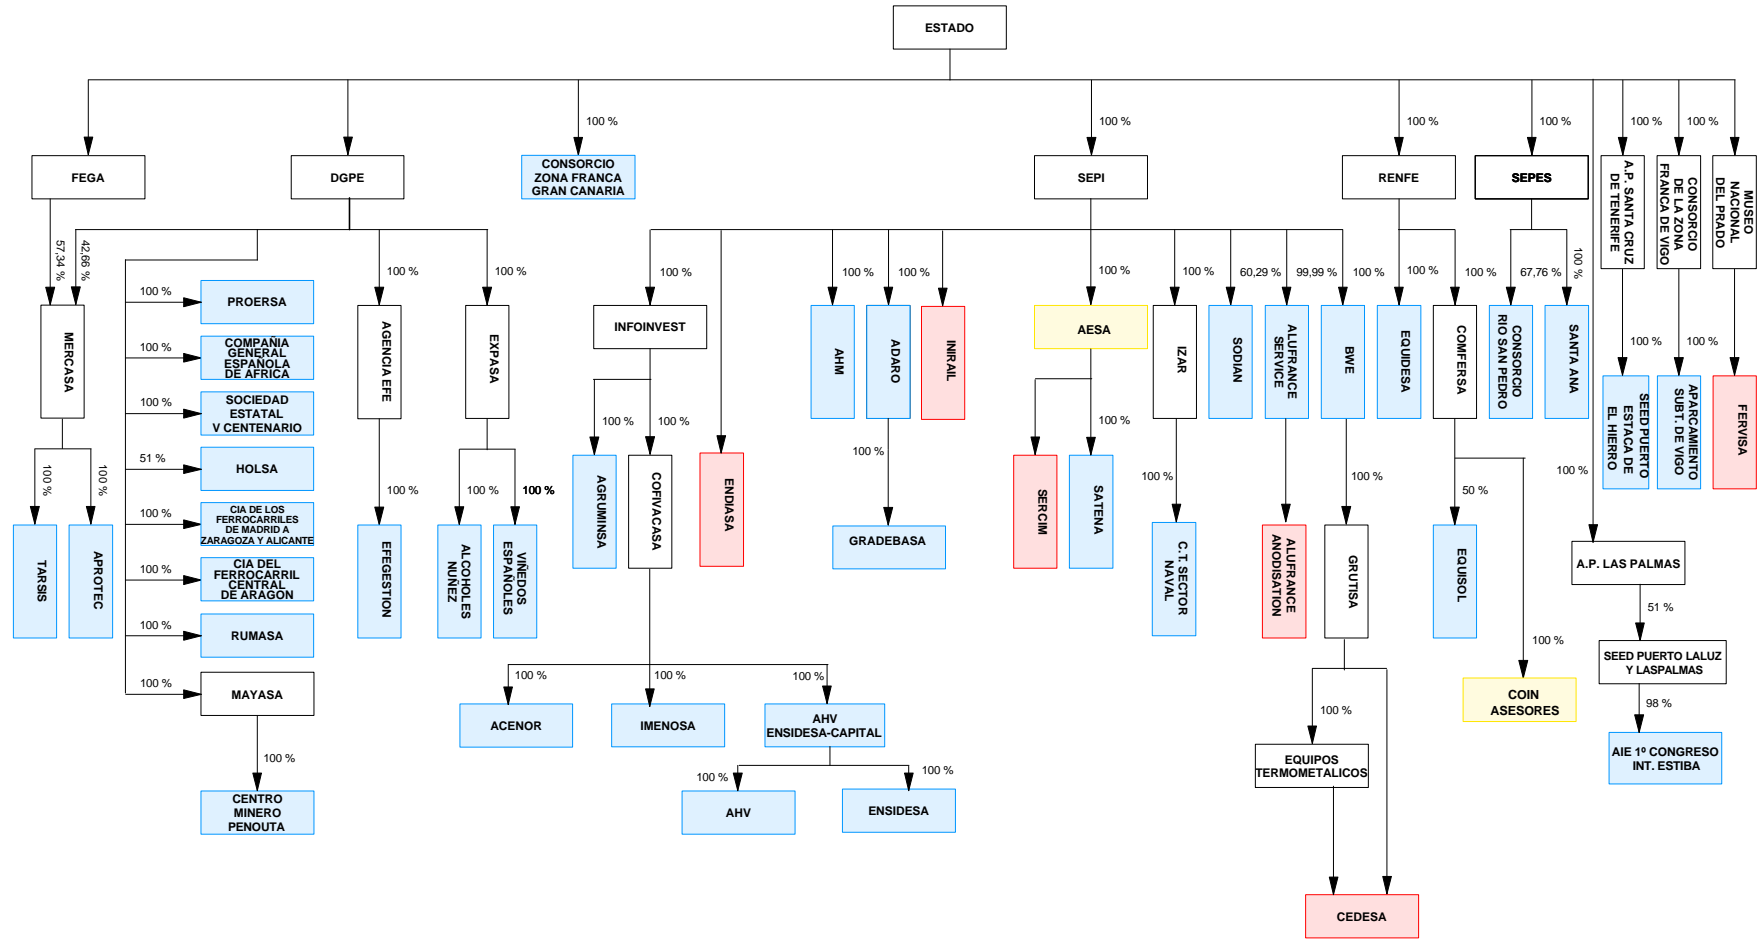 ESTADO
100 %
100 %
100 %
100 %
100 %
100 %
100 %
FEGA
DGPE
CONSORCIO
ZONA FRANCA
GRAN CANARIA
SEPI
RENFE
SEPES
A.P. SANTA CRUZ
DE TENERIFE
CONSORCIO
DE LA ZONA
FRANCA DE VIGO
MUSEO
NACIONAL
DEL PRADO
57,34 %
42,66 %
100 %
100 %
100 %
100 %
100 %
100 %
100 %
100 %
60,29 %
99,99 %
100 %
100 %
100 %
67,76 %
100 %
MERCASA
100 %
PROERSA
AGENCIA EFE
EXPASA
INFOINVEST
AHM
ADARO
INIRAIL
AESA
IZAR
SODIAN
ALUFRANCE
SERVICE
BWE
EQUIDESA
COMFERSA
CONSORCIO
RIO SAN PEDRO
SANTA ANA
100 %
100 %
100 %
100 %
COMPAÑIA
GENERAL
ESPAÑOLA
DE AFRICA
100 %
SOCIEDAD
ESTATAL
V CENTENARIO
SEED PUERTO
ESTACA DE
EL HIERRO
APARCAMIENTO
SUBT. DE VIGO
FERVISA
100 %
100 %
100 %
100 %
100 %
51 %
HOLSA
100 %
100 %
100 %
100 %
100 %
100 %
100 %
50 %
100 %
AGRUMINSA
COFIVACASA
ENDIASA
SERCIM
SATENA
100 %
CIA DE LOS
FERROCARRILES
DE MADRID A
ZARAGOZA Y ALICANTE
TARSIS
APROTEC
EFEGESTION
ALCOHOLES
NUÑEZ
VIÑEDOS
ESPAÑOLES
GRADEBASA
C.T. SECTOR
NAVAL
ALUFRANCE
ANODISATION
GRUTISA
EQUISOL
A.P. LAS PALMAS
100 %
CIA DEL
FERROCARRIL
CENTRAL
DE ARAGON
51 %
100 %
RUMASA
100 %
SEED PUERTO LALUZ
Y LASPALMAS
100 %
MAYASA
100 %
100 %
100 %
98 %
ACENOR
IMENOSA
AHV
ENSIDESA-CAPITAL
100 %
COIN
ASESORES
100 %
100 %
100 %
EQUIPOS
TERMOMETALICOS
AIE 1º CONGRESO
INT. ESTIBA
CENTRO
MINERO
PENOUTA
AHV
ENSIDESA
CEDESA